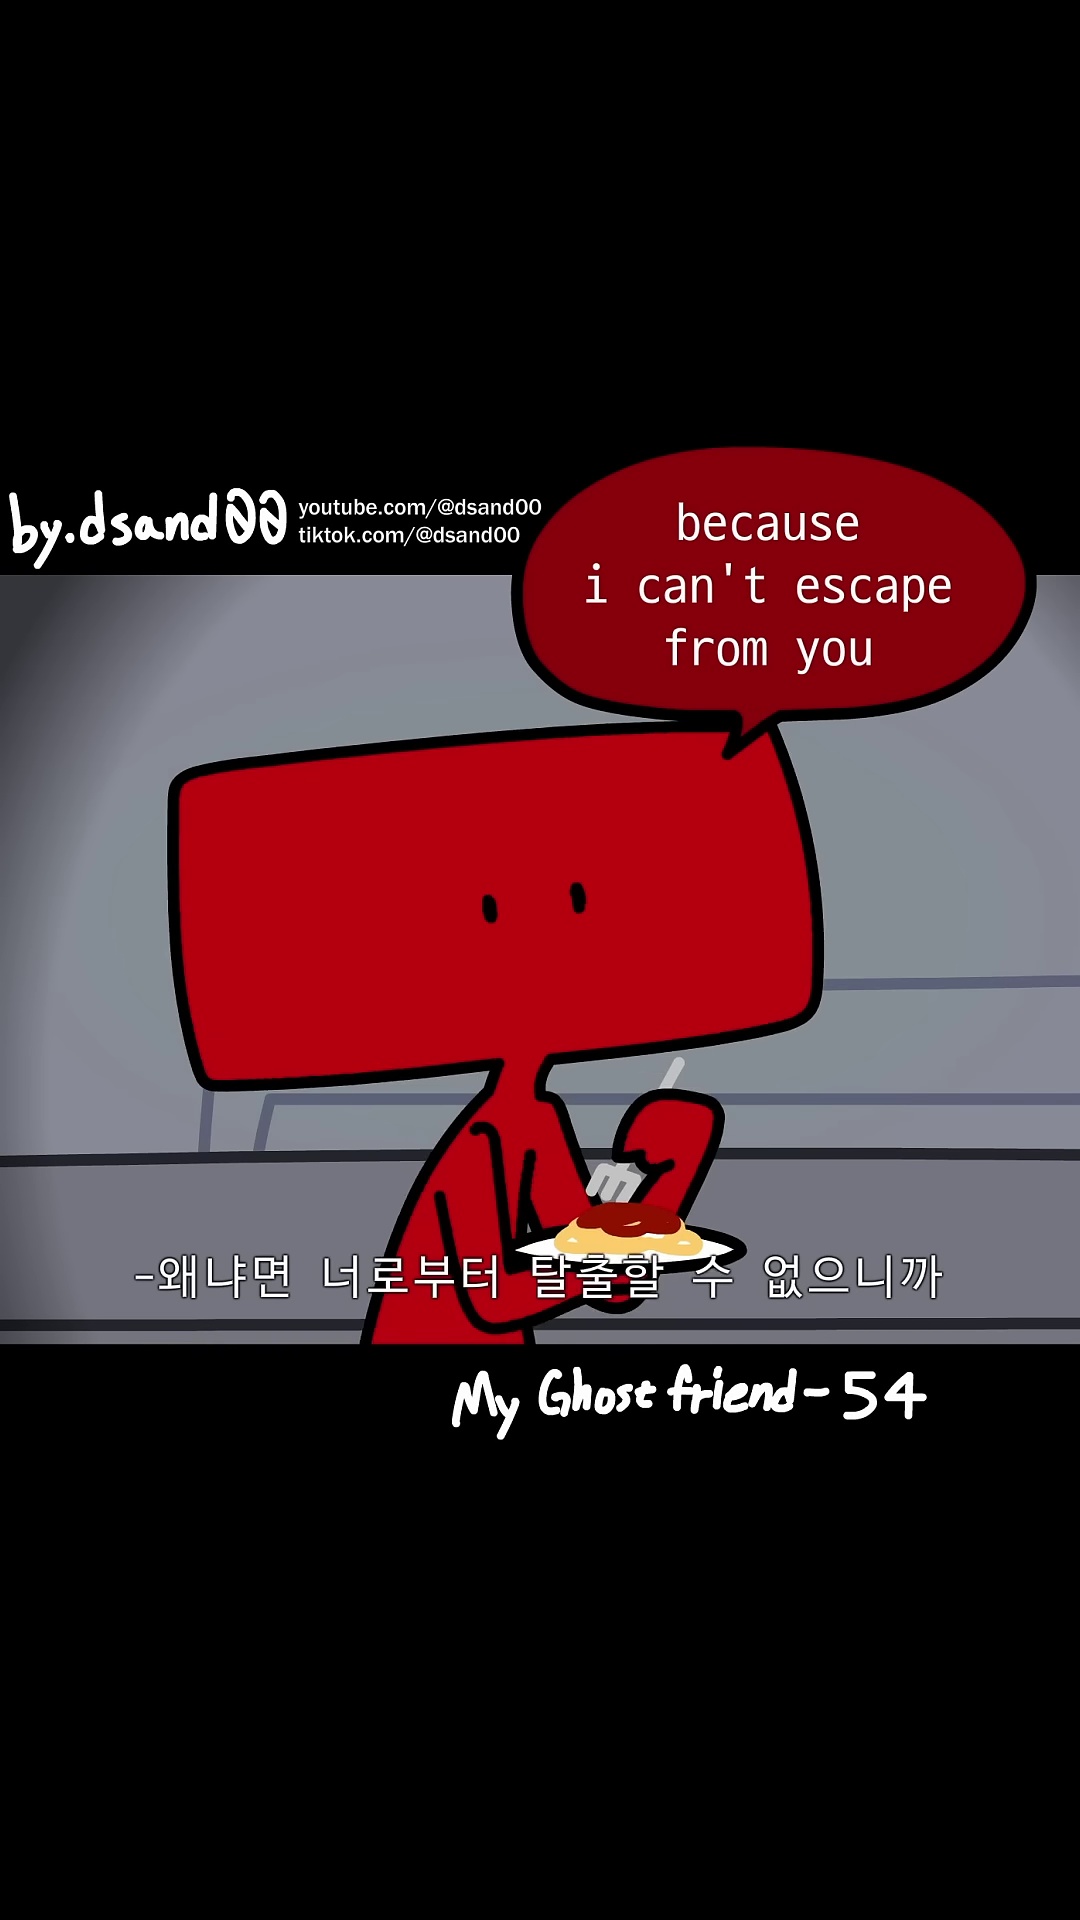 by.dsand00
youtube.com/@dsand00
tiktok.com/@dsand00
because
i can't escape
from you
-왜냐면 너로부터 탈출할 수 없으니까
My Ghost friend-54